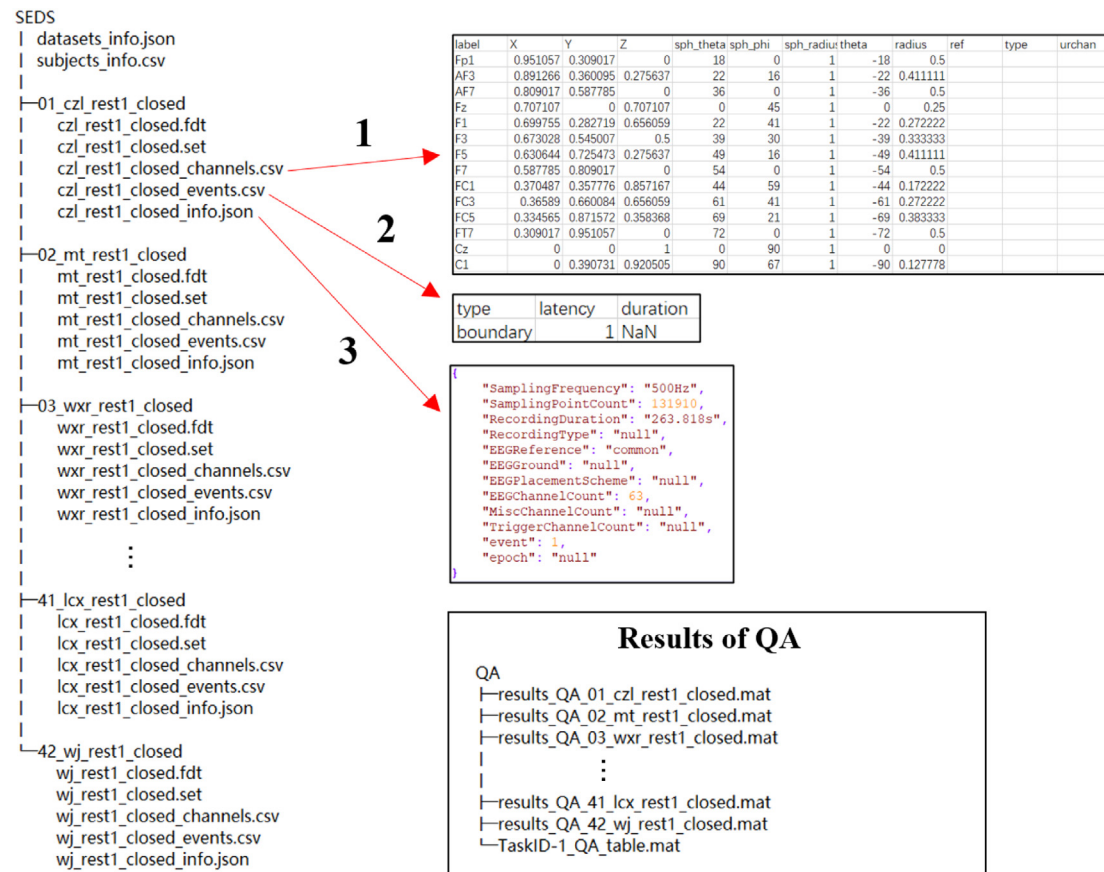 SEDS
| datasets_info.json
| subjects_info.csv
|
├─01_czl_rest1_closed
| czl_rest1_closed.fdt
| czl_rest1_closed.set
| czl_rest1_closed_channels.csv
| czl_rest1_closed_events.csv
| czl_rest1_closed_info.json
|
├─02_mt_rest1_closed
| mt_rest1_closed.fdt
| mt_rest1_closed.set
| mt_rest1_closed_channels.csv
| mt_rest1_closed_events.csv
| mt_rest1_closed_info.json
|
├─03_wxr_rest1_closed
| wxr_rest1_closed.fdt
| wxr_rest1_closed.set
| wxr_rest1_closed_channels.csv
| wxr_rest1_closed_events.csv
| wxr_rest1_closed_info.json
|
| ⋮
|
├─41_lcx_rest1_closed
| lcx_rest1_closed.fdt
| lcx_rest1_closed.set
| lcx_rest1_closed_channels.csv
| lcx_rest1_closed_events.csv
| lcx_rest1_closed_info.json
|
└─42_wj_rest1_closed
wj_rest1_closed.fdt
wj_rest1_closed.set
wj_rest1_closed_channels.csv
wj_rest1_closed_events.csv
wj_rest1_closed_info.json
1
2
3
label X Y Z sph_theta sph_phi sph_radiu theta radius ref type urchan
Fp1 0.951057 0.309017 0 18 0 1 -18 0.5
AF3 0.891266 0.360095 0.275637 22 16 1 -22 0.411111
AF7 0.809017 0.587785 0 36 0 1 -36 0.5
Fz 0.707107 0 0.707107 0 45 1 0 0.25
F1 0.699755 0.282719 0.656059 22 41 1 -22 0.272222
F3 0.673028 0.545007 0.5 39 30 1 -39 0.333333
F5 0.630644 0.725473 0.275637 49 16 1 -49 0.411111
F7 0.587785 0.809017 0 54 0 1 -54 0.5
FC1 0.370487 0.357776 0.857167 44 59 1 -44 0.172222
FC3 0.36589 0.660084 0.656059 61 41 1 -61 0.272222
FC5 0.334565 0.871572 0.358368 69 21 1 -69 0.383333
FT7 0.309017 0.951057 0 72 0 1 -72 0.5
Cz 0 0 1 0 90 1 0 0
C1 0 0.390731 0.920505 90 67 1 -90 0.127778
type latency duration
boundary 1 NaN
{
"SamplingFrequency": "500Hz",
"SamplingPointCount": 131910,
"RecordingDuration": "263.818s",
"RecordingType": "null",
"EEGReference": "common",
"EEGGround": "null",
"EEGPlacementScheme": "null",
"EEGChannelCount": 63,
"MiscChannelCount": "null",
"TriggerChannelCount": "null",
"event": 1,
"epoch": "null"
}
Results of QA
QA
├─results_QA_01_czl_rest1_closed.mat
├─results_QA_02_mt_rest1_closed.mat
├─results_QA_03_wxr_rest1_closed.mat
|
| ⋮
├─results_QA_41_lcx_rest1_closed.mat
├─results_QA_42_wj_rest1_closed.mat
└─TaskID-1_QA_table.mat